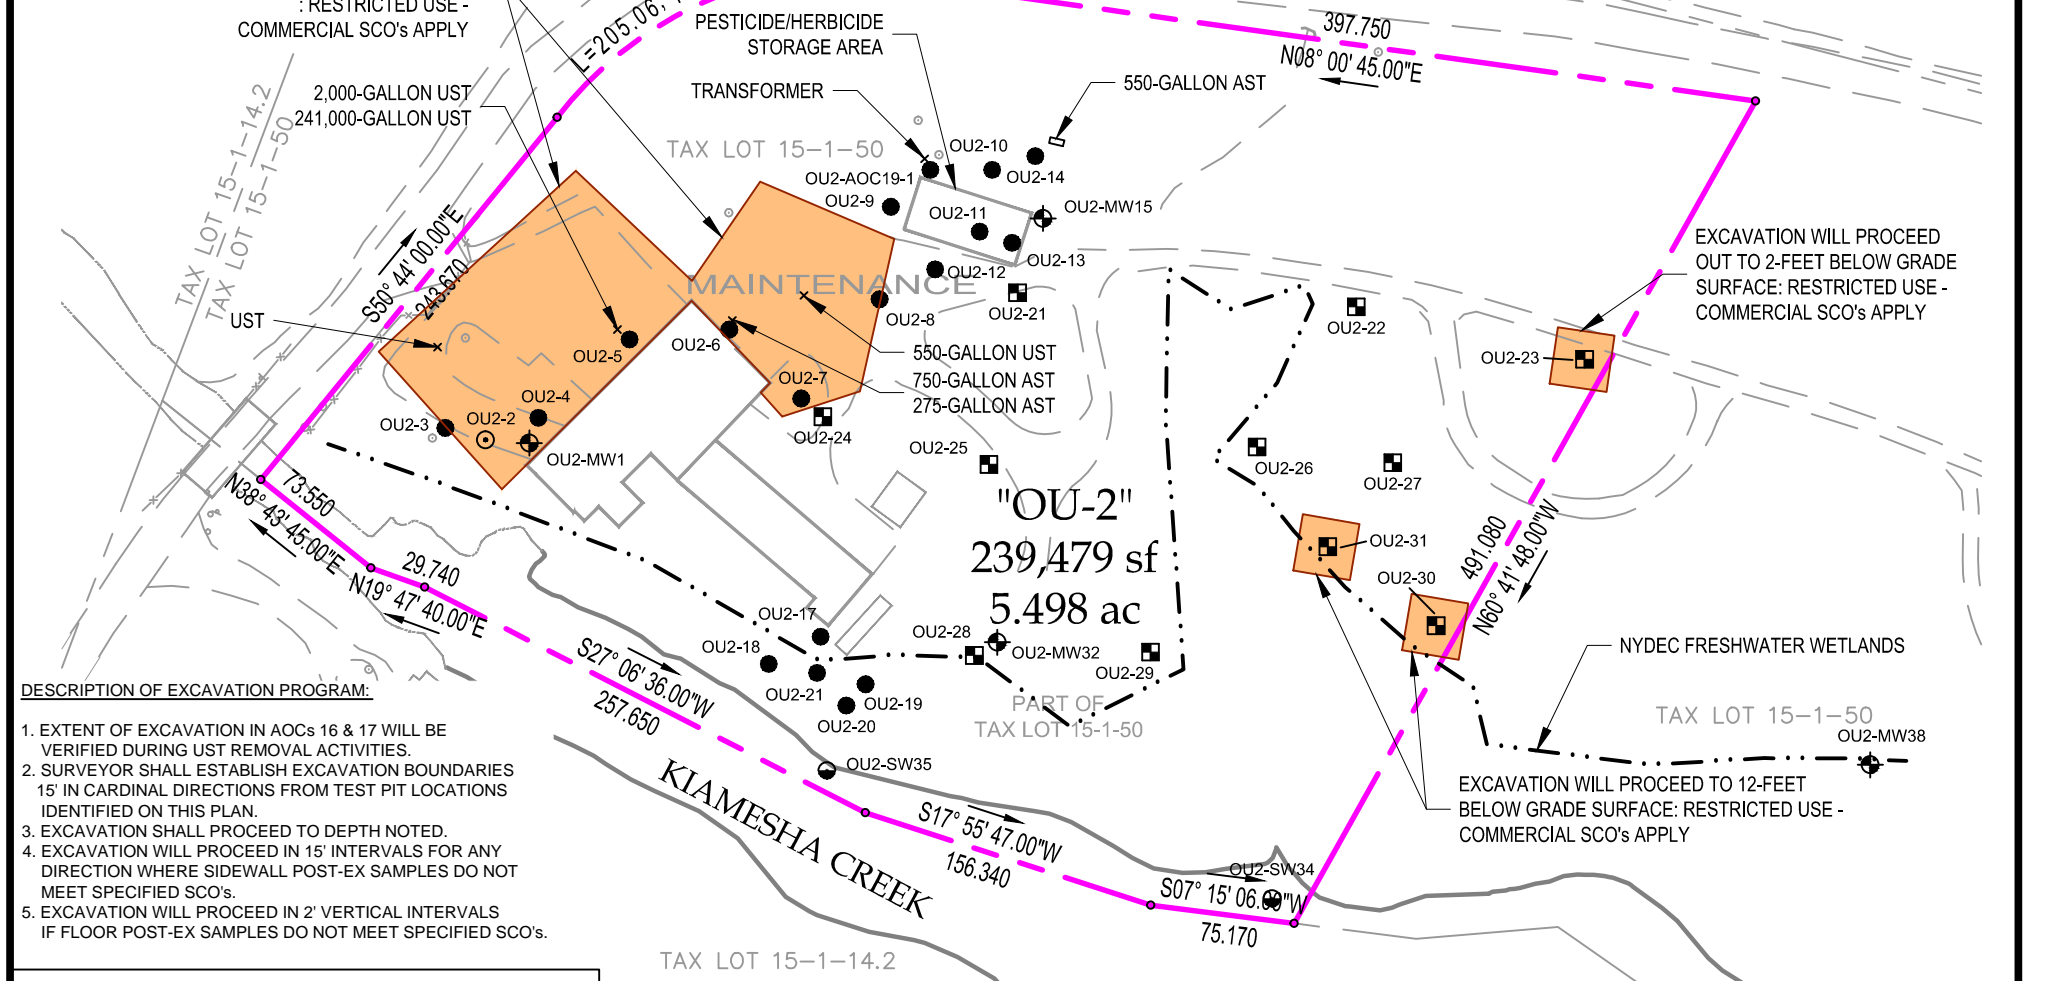 : RESTRICTED USE -
COMMERCIAL SCO's APPLY
L=205.06,
PESTICIDE/HERBICIDE
STORAGE AREA
397.750
N08° 00' 45.00"E
2,000-GALLON UST
241,000-GALLON UST
TRANSFORMER
550-GALLON AST
TAX LOT 15-1-14.2
TAX LOT 15-1-50
TAX LOT 15-1-50
OU2-10
OU2-14
OU2-AOC19-1
OU2-9
OU2-11
OU2-MW15
OU2-13
OU2-12
S50° 44' 00.00"E
243.670
UST
MAINTENANCE
OU2-21
OU2-22
EXCAVATION WILL PROCEED
OUT TO 2-FEET BELOW GRADE
SURFACE: RESTRICTED USE -
COMMERCIAL SCO's APPLY
OU2-8
OU2-5
OU2-6
550-GALLON UST
750-GALLON AST
275-GALLON AST
OU2-23
OU2-7
OU2-4
OU2-2
OU2-3
OU2-24
OU2-MW1
OU2-25
OU2-26
OU2-27
73.550
N38° 43' 45.00"E
"OU-2"
239,479 sf
5.498 ac
OU2-31
OU2-30
491.080
N60° 41' 48.00"W
29.740
N19° 47' 40.00"E
OU2-17
OU2-18
OU2-21
OU2-19
OU2-20
OU2-28
OU2-MW32
OU2-29
NYDEC FRESHWATER WETLANDS
S27° 06' 36.00"W
257.650
PART OF
TAX LOT 15-1-50
TAX LOT 15-1-50
OU2-MW38
OU2-SW35
KIAMESHA CREEK
EXCAVATION WILL PROCEED TO 12-FEET
BELOW GRADE SURFACE: RESTRICTED USE -
COMMERCIAL SCO's APPLY
S17° 55' 47.00"W
156.340
OU2-SW34
S07° 15' 06.00"W
75.170
TAX LOT 15-1-14.2
DESCRIPTION OF EXCAVATION PROGRAM:
1. EXTENT OF EXCAVATION IN AOCs 16 & 17 WILL BE
VERIFIED DURING UST REMOVAL ACTIVITIES.
2. SURVEYOR SHALL ESTABLISH EXCAVATION BOUNDARIES
15' IN CARDINAL DIRECTIONS FROM TEST PIT LOCATIONS
IDENTIFIED ON THIS PLAN.
3. EXCAVATION SHALL PROCEED TO DEPTH NOTED.
4. EXCAVATION WILL PROCEED IN 15' INTERVALS FOR ANY
DIRECTION WHERE SIDEWALL POST-EX SAMPLES DO NOT
MEET SPECIFIED SCO's.
5. EXCAVATION WILL PROCEED IN 2' VERTICAL INTERVALS
IF FLOOR POST-EX SAMPLES DO NOT MEET SPECIFIED SCO's.